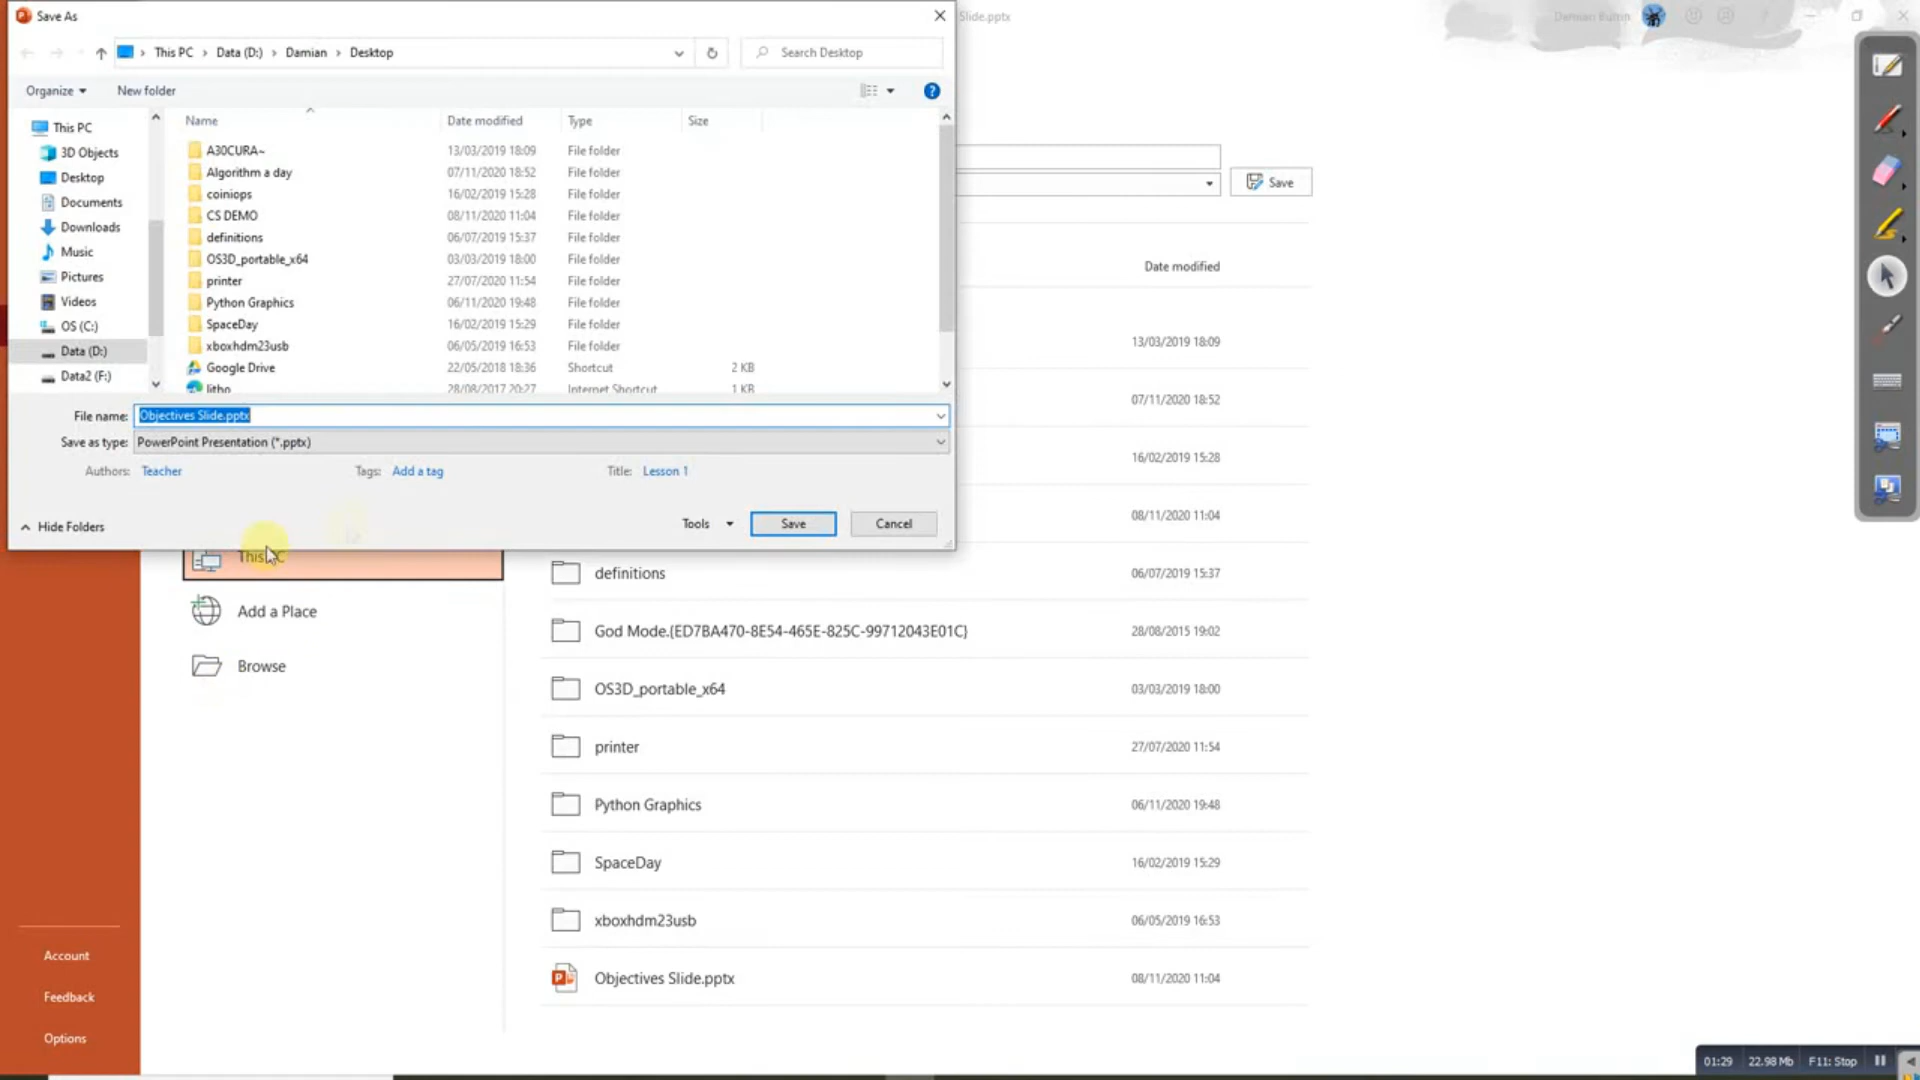 Save As
Slide.pptx
This PC > Data (D:) > Damian > Desktop
Search Desktop
Organize
New folder
Name
Date modified
Type
Size
This PC
3D Objects
Desktop
Documents
Downloads
Music
Pictures
Videos
OS (C:)
Data (D:)
Data2 (F:)
A30CURA~ 13/03/2019 18:09 File folder
Algorithm a day 07/11/2020 18:52 File folder
coiniops 16/02/2019 15:28 File folder
CS DEMO 08/11/2020 11:04 File folder
definitions 06/07/2019 15:37 File folder
OS3D_portable_x64 03/03/2019 18:00 File folder
printer 27/07/2020 11:54 File folder
Python Graphics 06/11/2020 19:48 File folder
SpaceDay 16/02/2019 15:29 File folder
xboxhdm23usb 06/05/2019 16:53 File folder
Google Drive 22/05/2018 18:36 Shortcut 2 KB
litho 28/08/2017 20:27 Internet Shortcut 1 KB
File name: Objectives Slide.pptx
Save as type: PowerPoint Presentation (*.pptx)
Authors: Teacher
Tags: Add a tag
Title: Lesson 1
Hide Folders
Tools
Save
Cancel
Save
Date modified
13/03/2019 18:09
07/11/2020 18:52
16/02/2019 15:28
08/11/2020 11:04
This PC
Add a Place
Browse
definitions 06/07/2019 15:37
God Mode.{ED7BA470-8E54-465E-825C-99712043E01C} 28/08/2015 19:02
OS3D_portable_x64 03/03/2019 18:00
printer 27/07/2020 11:54
Python Graphics 06/11/2020 19:48
SpaceDay 16/02/2019 15:29
xboxhdm23usb 06/05/2019 16:53
Objectives Slide.pptx 08/11/2020 11:04
Account
Feedback
Options
01:29 22.98 Mb F11: Stop